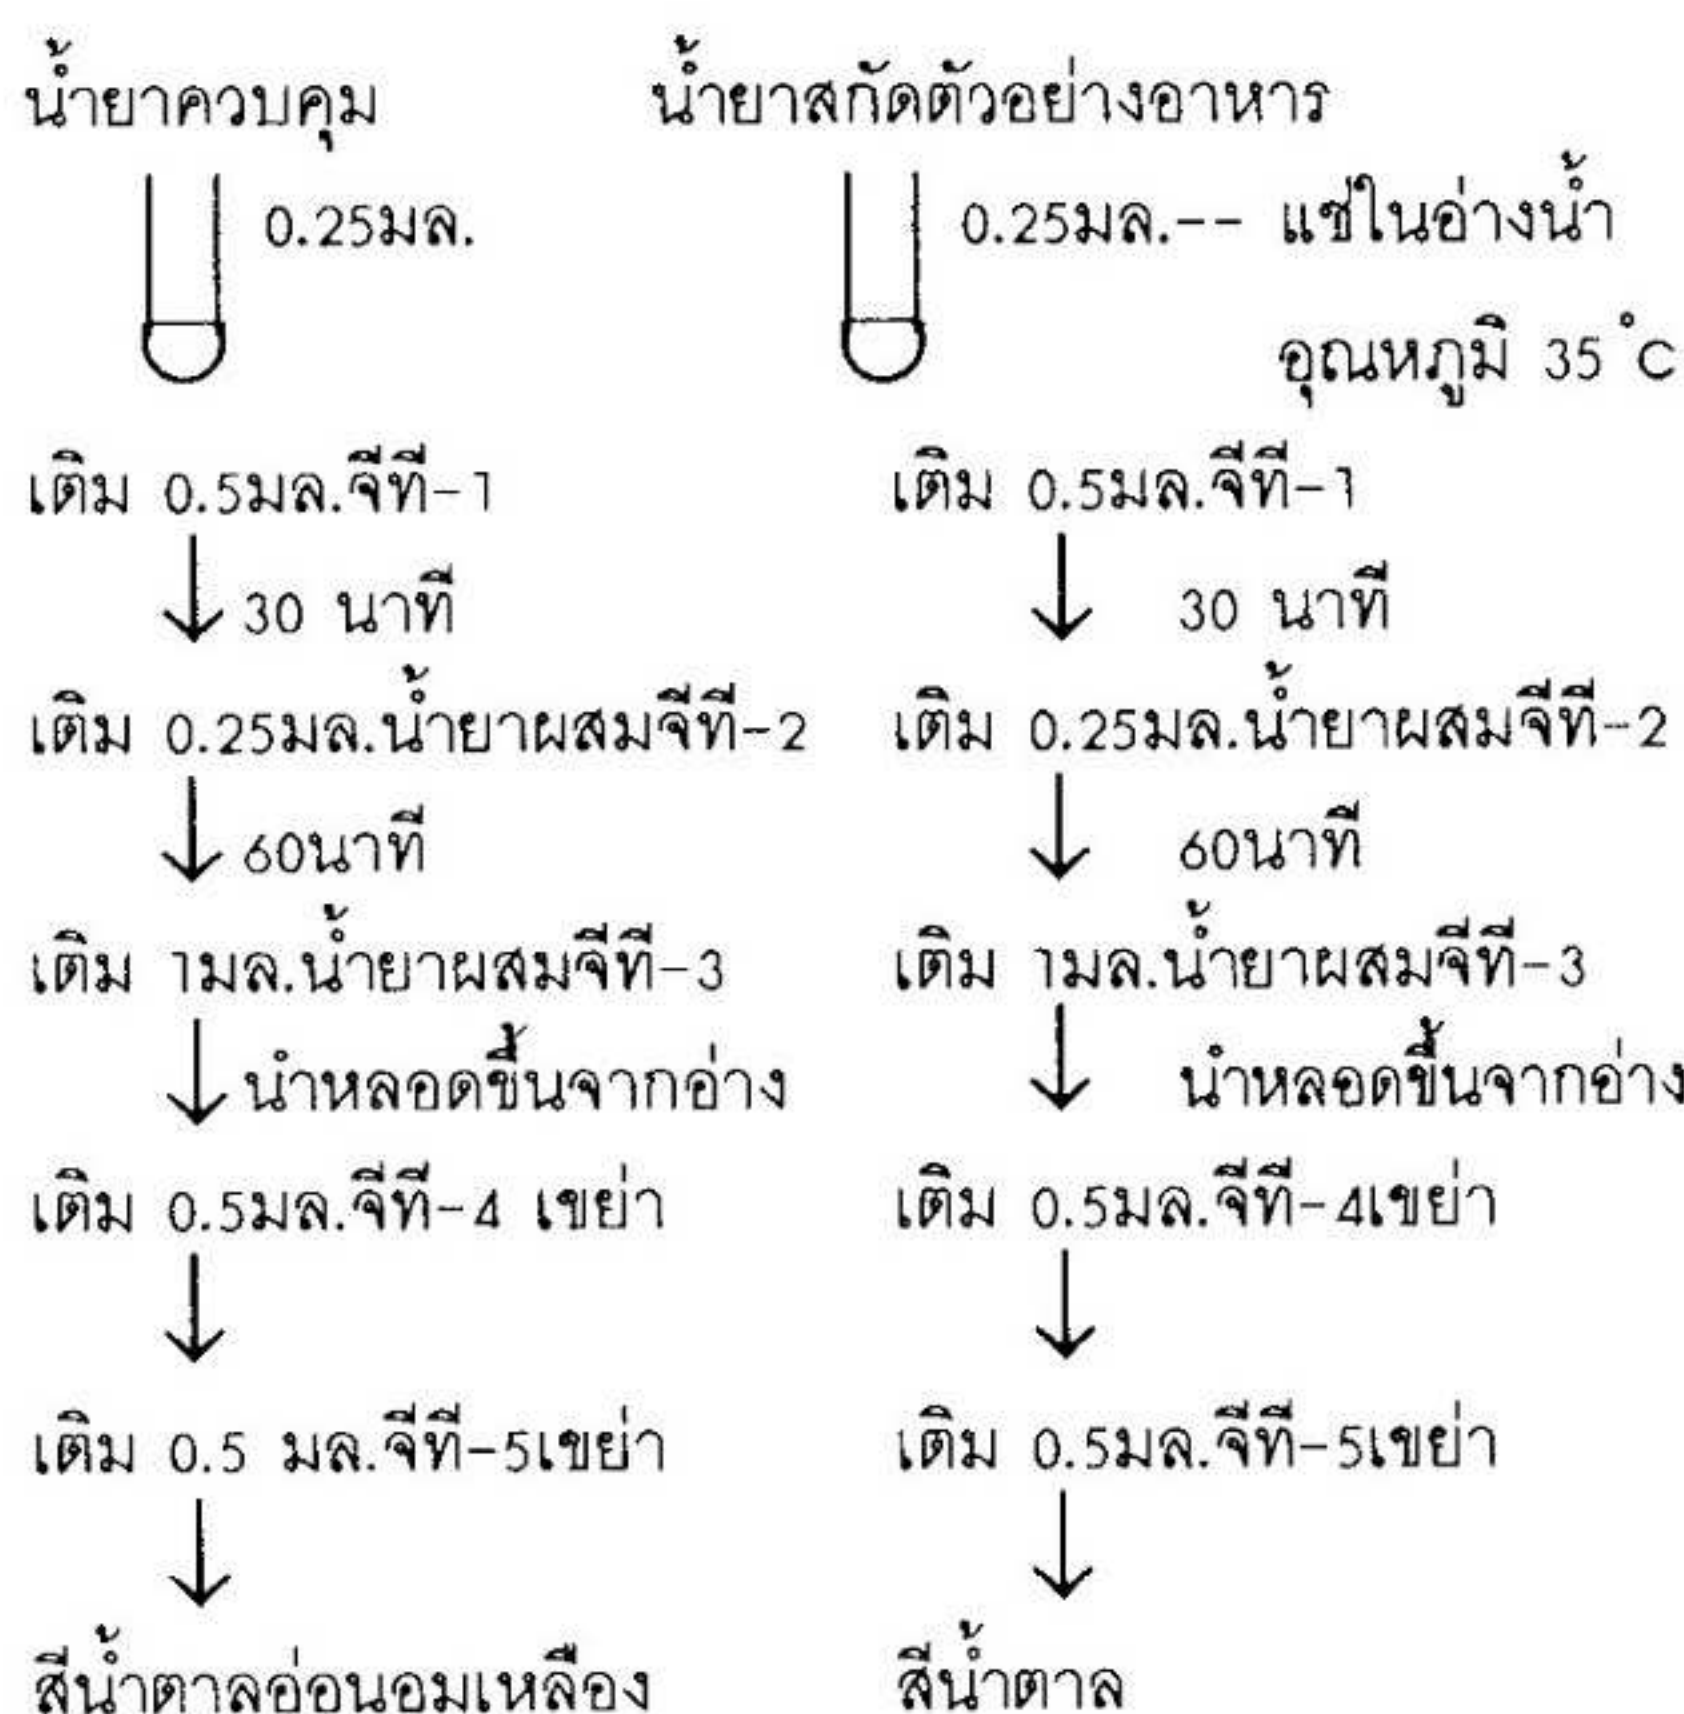 น้ำยาควบคุม
น้ำยาสกัดตัวอย่างอาหาร
0.25มล.
0.25มล.-- แช่ในอ่างน้ำ
อุณหภูมิ 35 °C
เติม 0.5มล.จีที-1
เติม 0.5มล.จีที-1
30 นาที
30 นาที
เติม 0.25มล.น้ำยาผสมจีที-2
เติม 0.25มล.น้ำยาผสมจีที-2
60นาที
60นาที
เติม 1มล.น้ำยาผสมจีที-3
เติม 1มล.น้ำยาผสมจีที-3
นำหลอดขึ้นจากอ่าง
นำหลอดขึ้นจากอ่าง
เติม 0.5มล.จีที-4 เขย่า
เติม 0.5มล.จีที-4เขย่า
เติม 0.5 มล.จีที-5เขย่า
เติม 0.5มล.จีที-5เขย่า
สีน้ำตาลอ่อนอมเหลือง
สีน้ำตาล